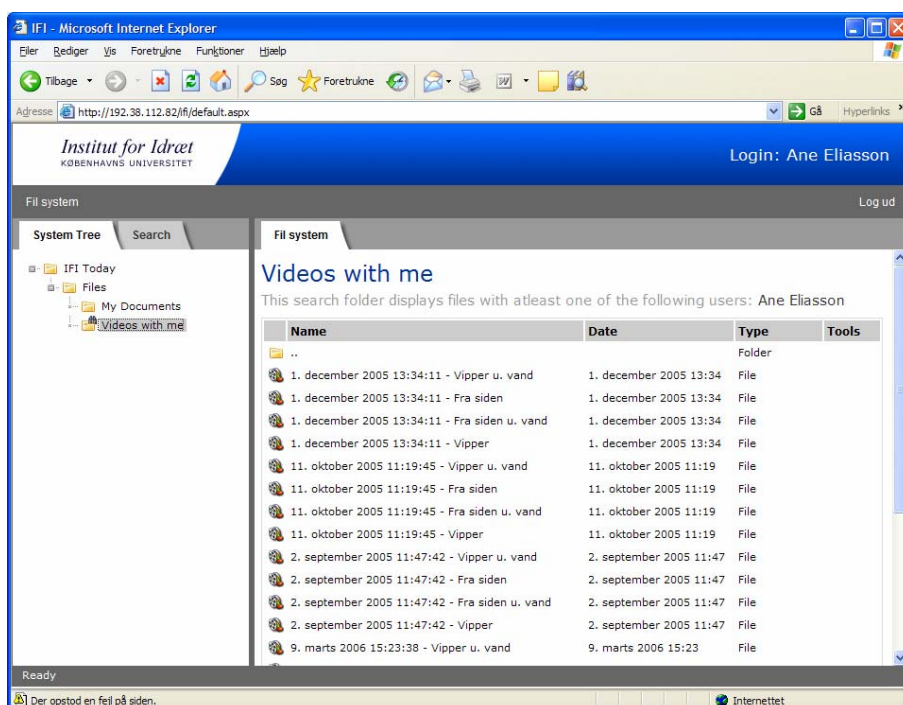 IFI - Microsoft Internet Explorer
Filer Rediger Vis Foretrukne Funktioner Hjælp
Tilbage Søg Foretrukne
Adresse http://192.38.112.82/ifi/default.aspx Gå Hyperlinks
Institut for Idræt
KØBENHAVNS UNIVERSITET
Login: Ane Eliasson
Fil system Log ud
System Tree Search Fil system
IFI Today
Files
My Documents
Videos with me
Videos with me
This search folder displays files with atleast one of the following users: Ane Eliasson
Name Date Type Tools
.. Folder
1. december 2005 13:34:11 - Vipper u. vand 1. december 2005 13:34 File
1. december 2005 13:34:11 - Fra siden 1. december 2005 13:34 File
1. december 2005 13:34:11 - Fra siden u. vand 1. december 2005 13:34 File
1. december 2005 13:34:11 - Vipper 1. december 2005 13:34 File
11. oktober 2005 11:19:45 - Vipper u. vand 11. oktober 2005 11:19 File
11. oktober 2005 11:19:45 - Fra siden 11. oktober 2005 11:19 File
11. oktober 2005 11:19:45 - Fra siden u. vand 11. oktober 2005 11:19 File
11. oktober 2005 11:19:45 - Vipper 11. oktober 2005 11:19 File
2. september 2005 11:47:42 - Vipper u. vand 2. september 2005 11:47 File
2. september 2005 11:47:42 - Fra siden 2. september 2005 11:47 File
2. september 2005 11:47:42 - Fra siden u. vand 2. september 2005 11:47 File
2. september 2005 11:47:42 - Vipper 2. september 2005 11:47 File
9. marts 2006 15:23:38 - Vipper u. vand 9. marts 2006 15:23 File
Ready
Der opstod en fejl på siden. Internettet